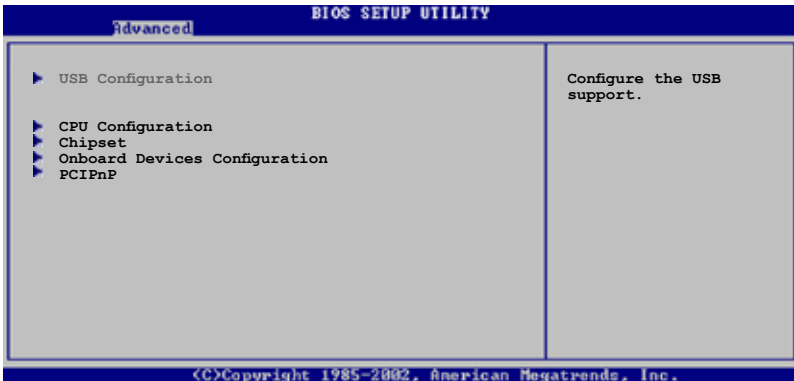 BIOS SETUP UTILITY
Advanced
USB Configuration
CPU Configuration
Chipset
Onboard Devices Configuration
PCIPnP
Configure the USB
support.
(C)Copyright 1985-2002, American Megatrends, Inc.